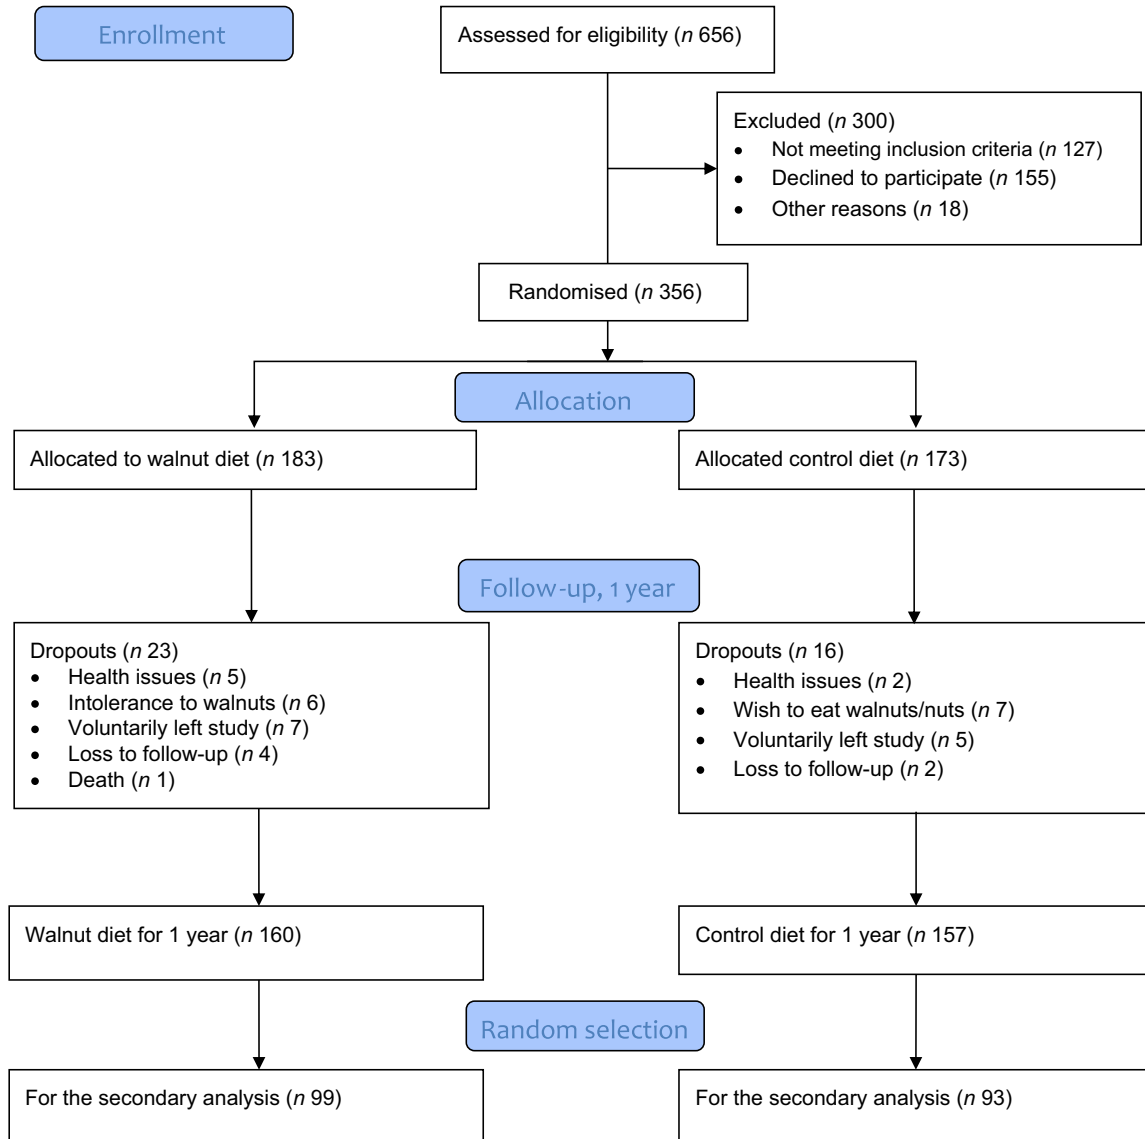 Enrollment
Assessed for eligibility (n 656)
Excluded (n 300)
• Not meeting inclusion criteria (n 127)
• Declined to participate (n 155)
• Other reasons (n 18)
Randomised (n 356)
Allocation
Allocated to walnut diet (n 183)
Allocated control diet (n 173)
Follow-up, 1 year
Dropouts (n 23)
• Health issues (n 5)
• Intolerance to walnuts (n 6)
• Voluntarily left study (n 7)
• Loss to follow-up (n 4)
• Death (n 1)
Dropouts (n 16)
• Health issues (n 2)
• Wish to eat walnuts/nuts (n 7)
• Voluntarily left study (n 5)
• Loss to follow-up (n 2)
Walnut diet for 1 year (n 160)
Control diet for 1 year (n 157)
Random selection
For the secondary analysis (n 99)
For the secondary analysis (n 93)